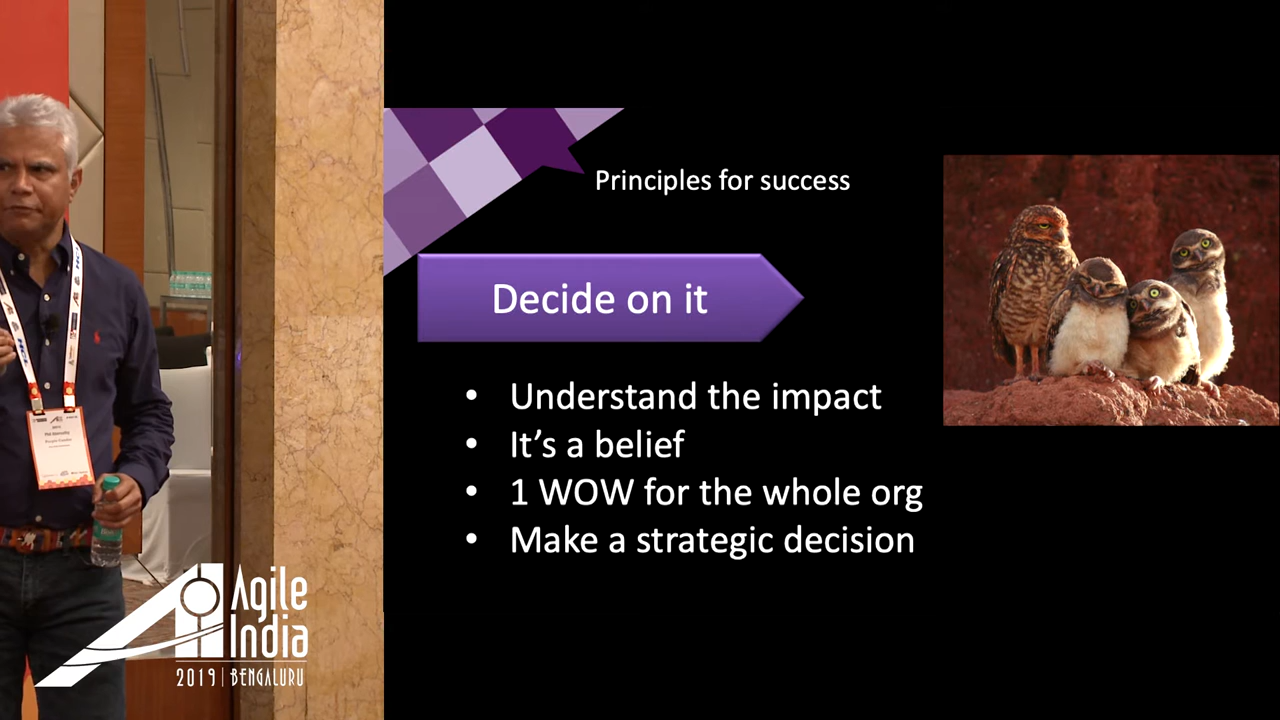 Principles for success
Decide on it
• Understand the impact
• It’s a belief
• 1 WOW for the whole org
• Make a strategic decision
HCL
Agile
India
2019 | BENGALURU